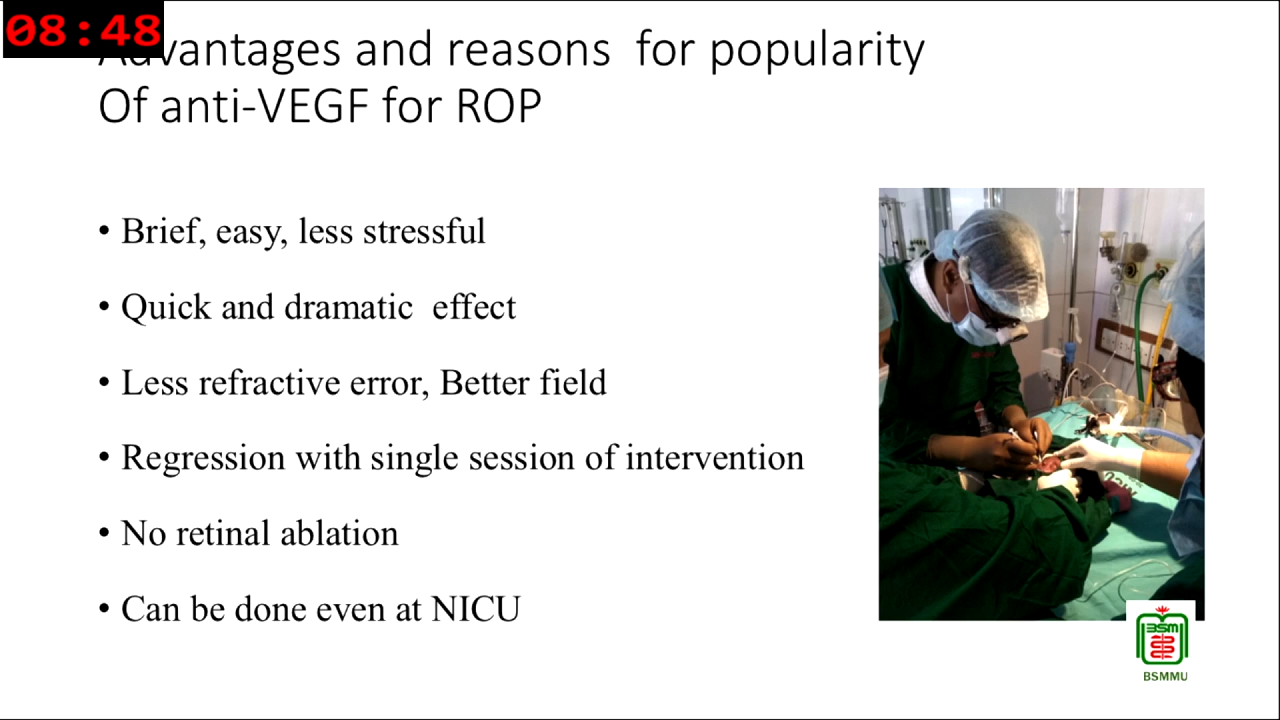 08:48
Advantages and reasons for popularity
Of anti-VEGF for ROP
• Brief, easy, less stressful
• Quick and dramatic effect
• Less refractive error, Better field
• Regression with single session of intervention
• No retinal ablation
• Can be done even at NICU
BSM
BSMMU